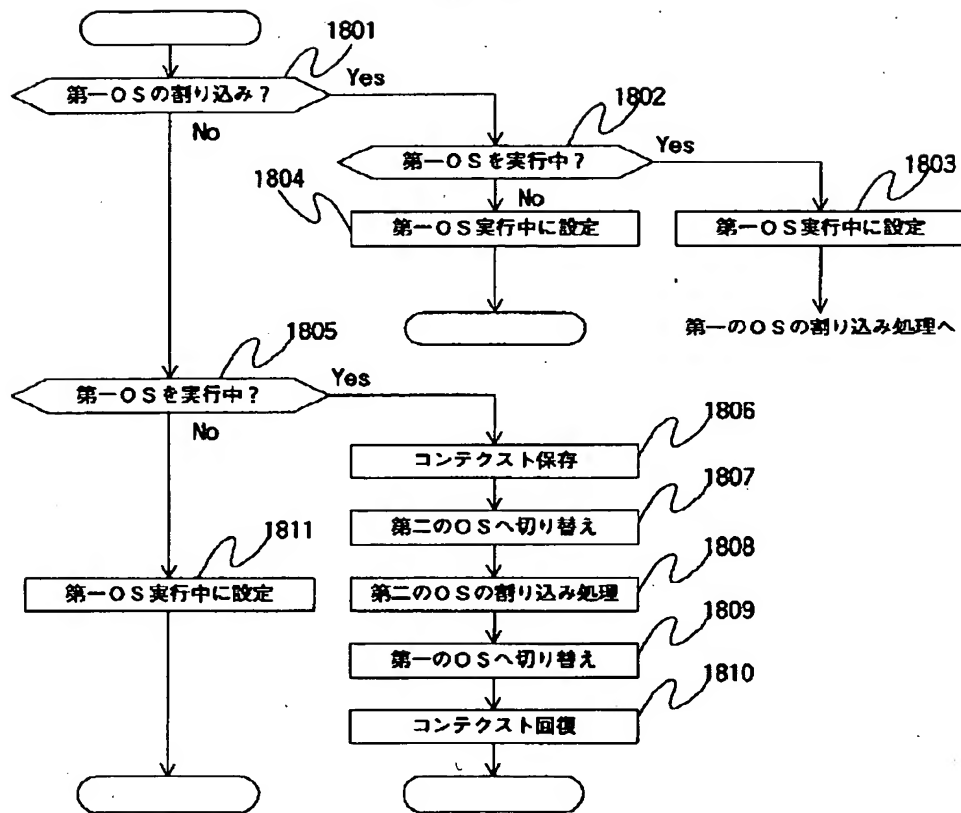 1801
第一OSの割り込み?
Yes
No
1802
第一OSを実行中?
Yes
No
1804
第一OS実行中に設定
1803
第一OS実行中に設定
第一のOSの割り込み処理へ
1805
第一OSを実行中?
Yes
No
1806
コンテクスト保存
1807
第二のOSへ切り替え
1811
第一OS実行中に設定
1808
第二のOSの割り込み処理
1809
第一のOSへ切り替え
1810
コンテクスト回復